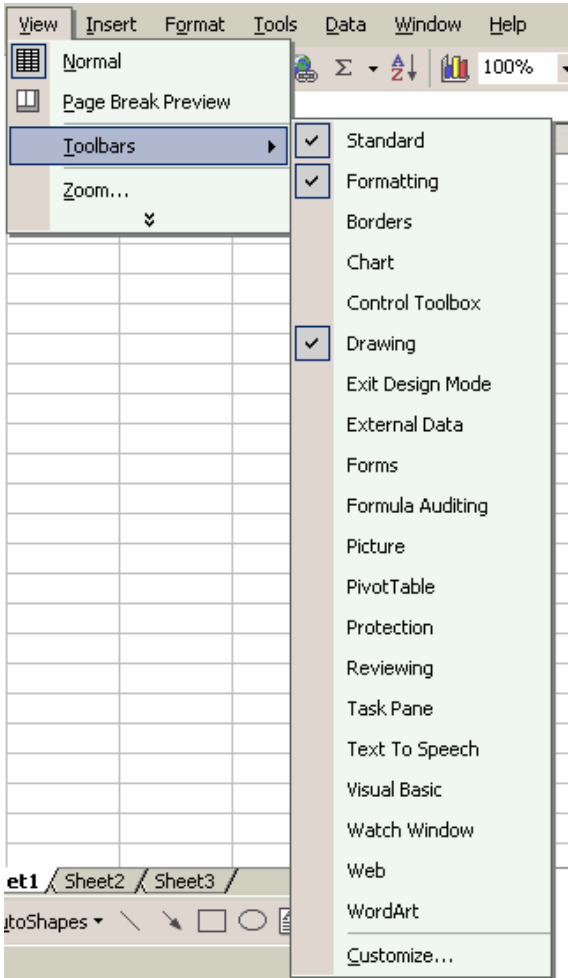 View Insert Format Tools Data Window Help
Normal
Σ A Z 100%
Page Break Preview
Toolbars
Zoom...
Standard
Formatting
Borders
Chart
Control Toolbox
Drawing
Exit Design Mode
External Data
Forms
Formula Auditing
Picture
PivotTable
Protection
Reviewing
Task Pane
Text To Speech
Visual Basic
Watch Window
Web
WordArt
Customize...
et1 Sheet2 Sheet3
utoShapes